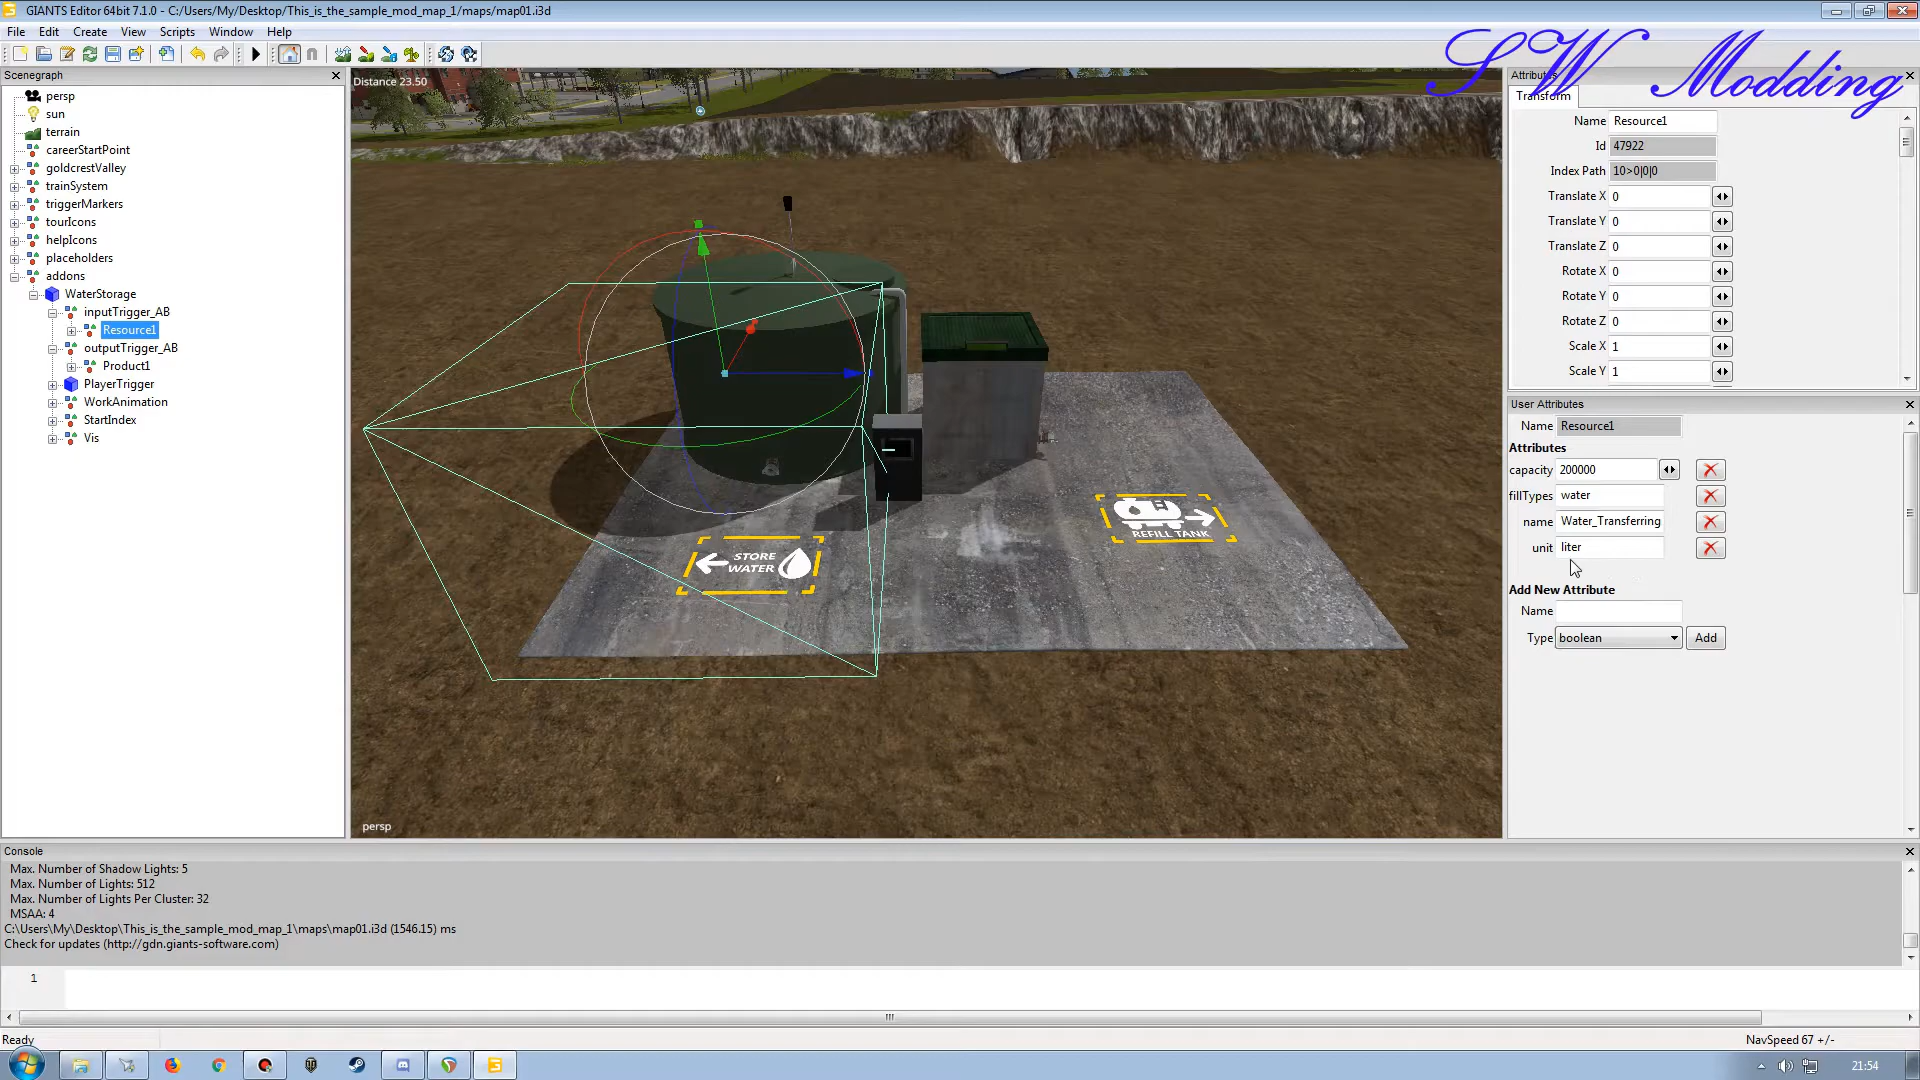 GIANTS Editor 64bit 7.1.0 - C:/Users/My/Desktop/This_is_the_sample_mod_map_1/maps/map01.i3d
File Edit Create View Scripts Window Help
SW Modding
Scenegraph
persp
sun
terrain
careerStartPoint
goldcrestValley
trainSystem
triggerMarkers
tourIcons
helpIcons
placeholders
addons
WaterStorage
inputTrigger_AB
Resource1
outputTrigger_AB
Product1
PlayerTrigger
WorkAnimation
StartIndex
Vis
Distance 23.50
STORE
WATER
REFILL TANK
persp
Attributes
Transform
Name Resource1
Id 47922
Index Path 10>0|0|0
Translate X 0
Translate Y 0
Translate Z 0
Rotate X 0
Rotate Y 0
Rotate Z 0
Scale X 1
Scale Y 1
User Attributes
Name Resource1
Attributes
capacity 200000
fillTypes water
name Water_Transferring
unit liter
Add New Attribute
Name
Type boolean Add
Console
Max. Number of Shadow Lights: 5
Max. Number of Lights: 512
Max. Number of Lights Per Cluster: 32
MSAA: 4
C:\Users\My\Desktop\This_is_the_sample_mod_map_1\maps\map01.i3d (1546.15) ms
Check for updates (http://gdn.giants-software.com)
1
Ready
NavSpeed 67 +/-
21:54